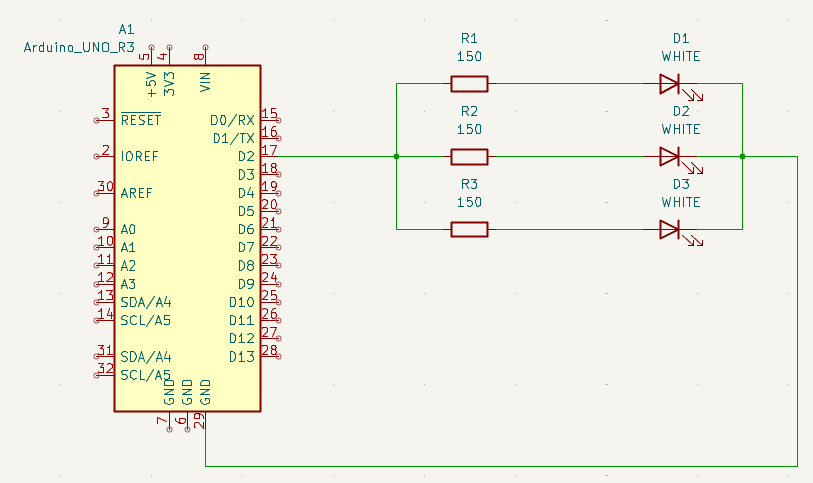 A1
Arduino_UNO_R3
5 4 8
+5V 3V3 VIN
3 RESET
2 IOREF
30 AREF
9 A0
10 A1
11 A2
12 A3
13 SDA/A4
14 SCL/A5
31 SDA/A4
32 SCL/A5
D0/RX 15
D1/TX 16
D2 17
D3 18
D4 19
D5 20
D6 21
D7 22
D8 23
D9 24
D10 25
D11 26
D12 27
D13 28
GND GND GND
7 6 29
R1
150
D1
WHITE
R2
150
D2
WHITE
R3
150
D3
WHITE